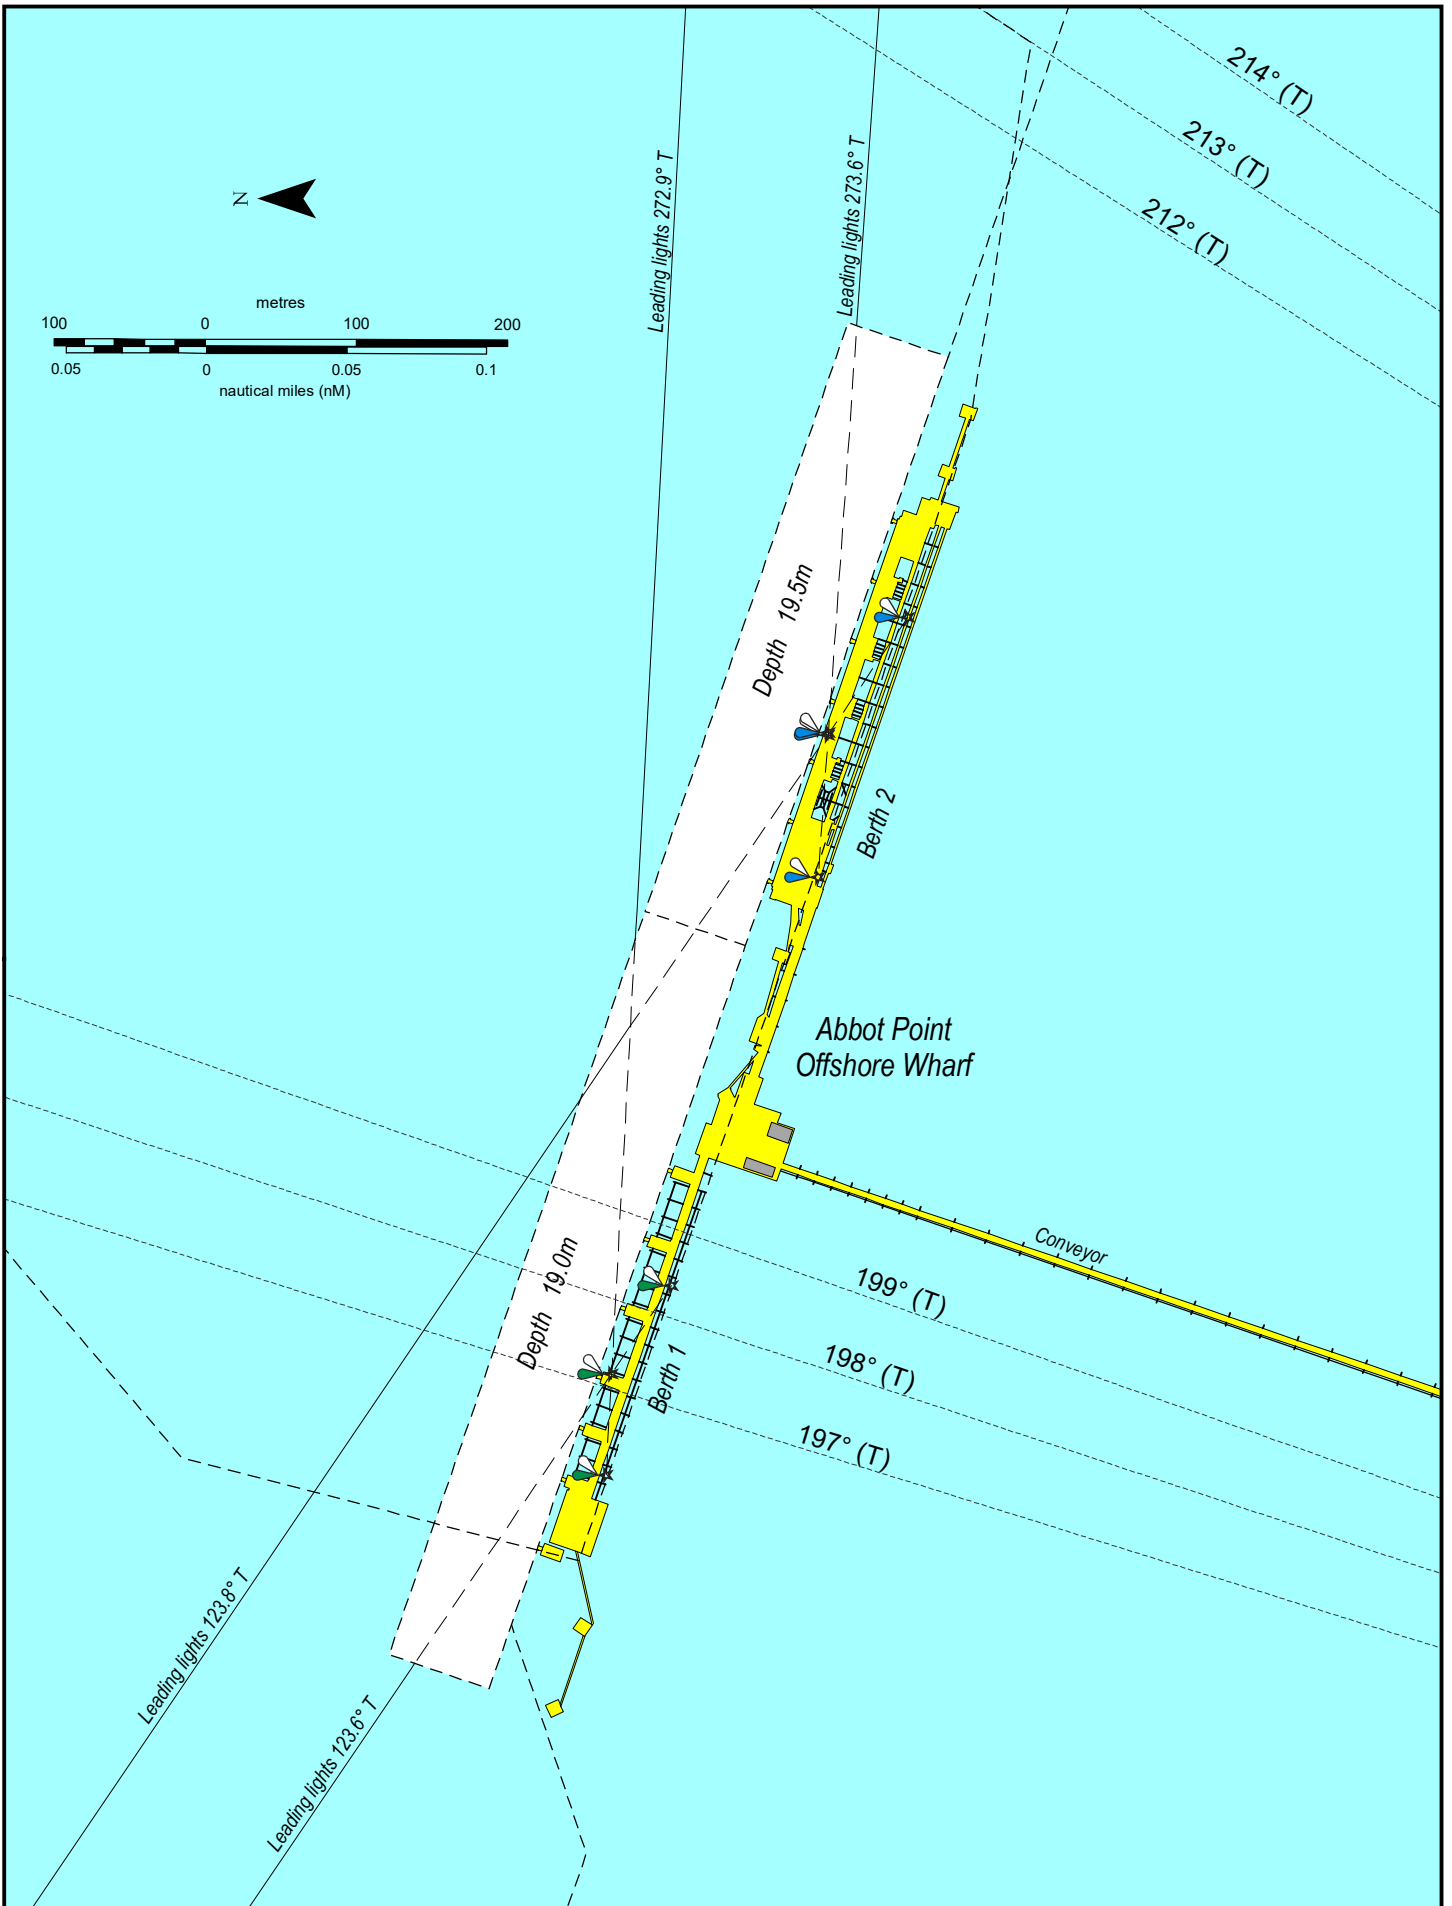 214° (T)
213° (T)
212° (T)
Leading lights 272.9° T
Leading lights 273.6° T
N
metres
100 0 100 200
0.05 0 0.05 0.1
nautical miles (nM)
Depth 19.5m
Berth 2
Abbot Point
Offshore Wharf
Conveyor
Depth 19.0m
199° (T)
198° (T)
Berth 1
197° (T)
Leading lights 123.8° T
Leading lights 123.6° T